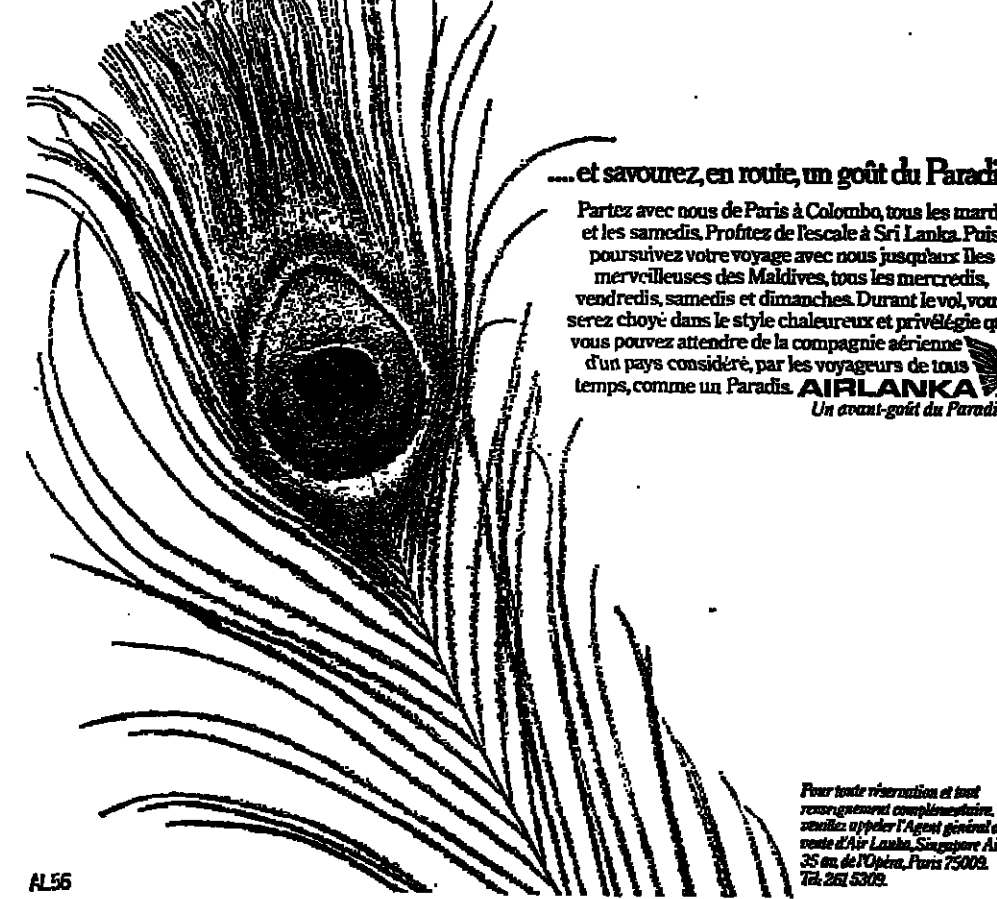 .... et savourez, en route, un goût du Paradi
Partez avec nous de Paris à Colombo, tous les mard
et les samedis. Profitez de l'escale à Sri Lanka. Puis
poursuivez votre voyage avec nous jusqu'aux Iles
merveilleuses des Maldives, tous les mercredis,
vendredis, samedis et dimanches. Durant le vol, vou
serez choyé dans le style chaleureux et privélégie q
vous pouvez attendre de la compagnie aérienne
d'un pays considéré, par les voyageurs de tous
temps, comme un Paradis. AIRLANKA
Un avant-goût du Paradi
Pour toute réservation et tout
renseignement complémentaire,
veuillez appeler l'Agent général d
vente d'Air Lanka, Singapore Ai
35 av. de l'Opéra, Paris 75009.
Tél: 261 5309.
AL56